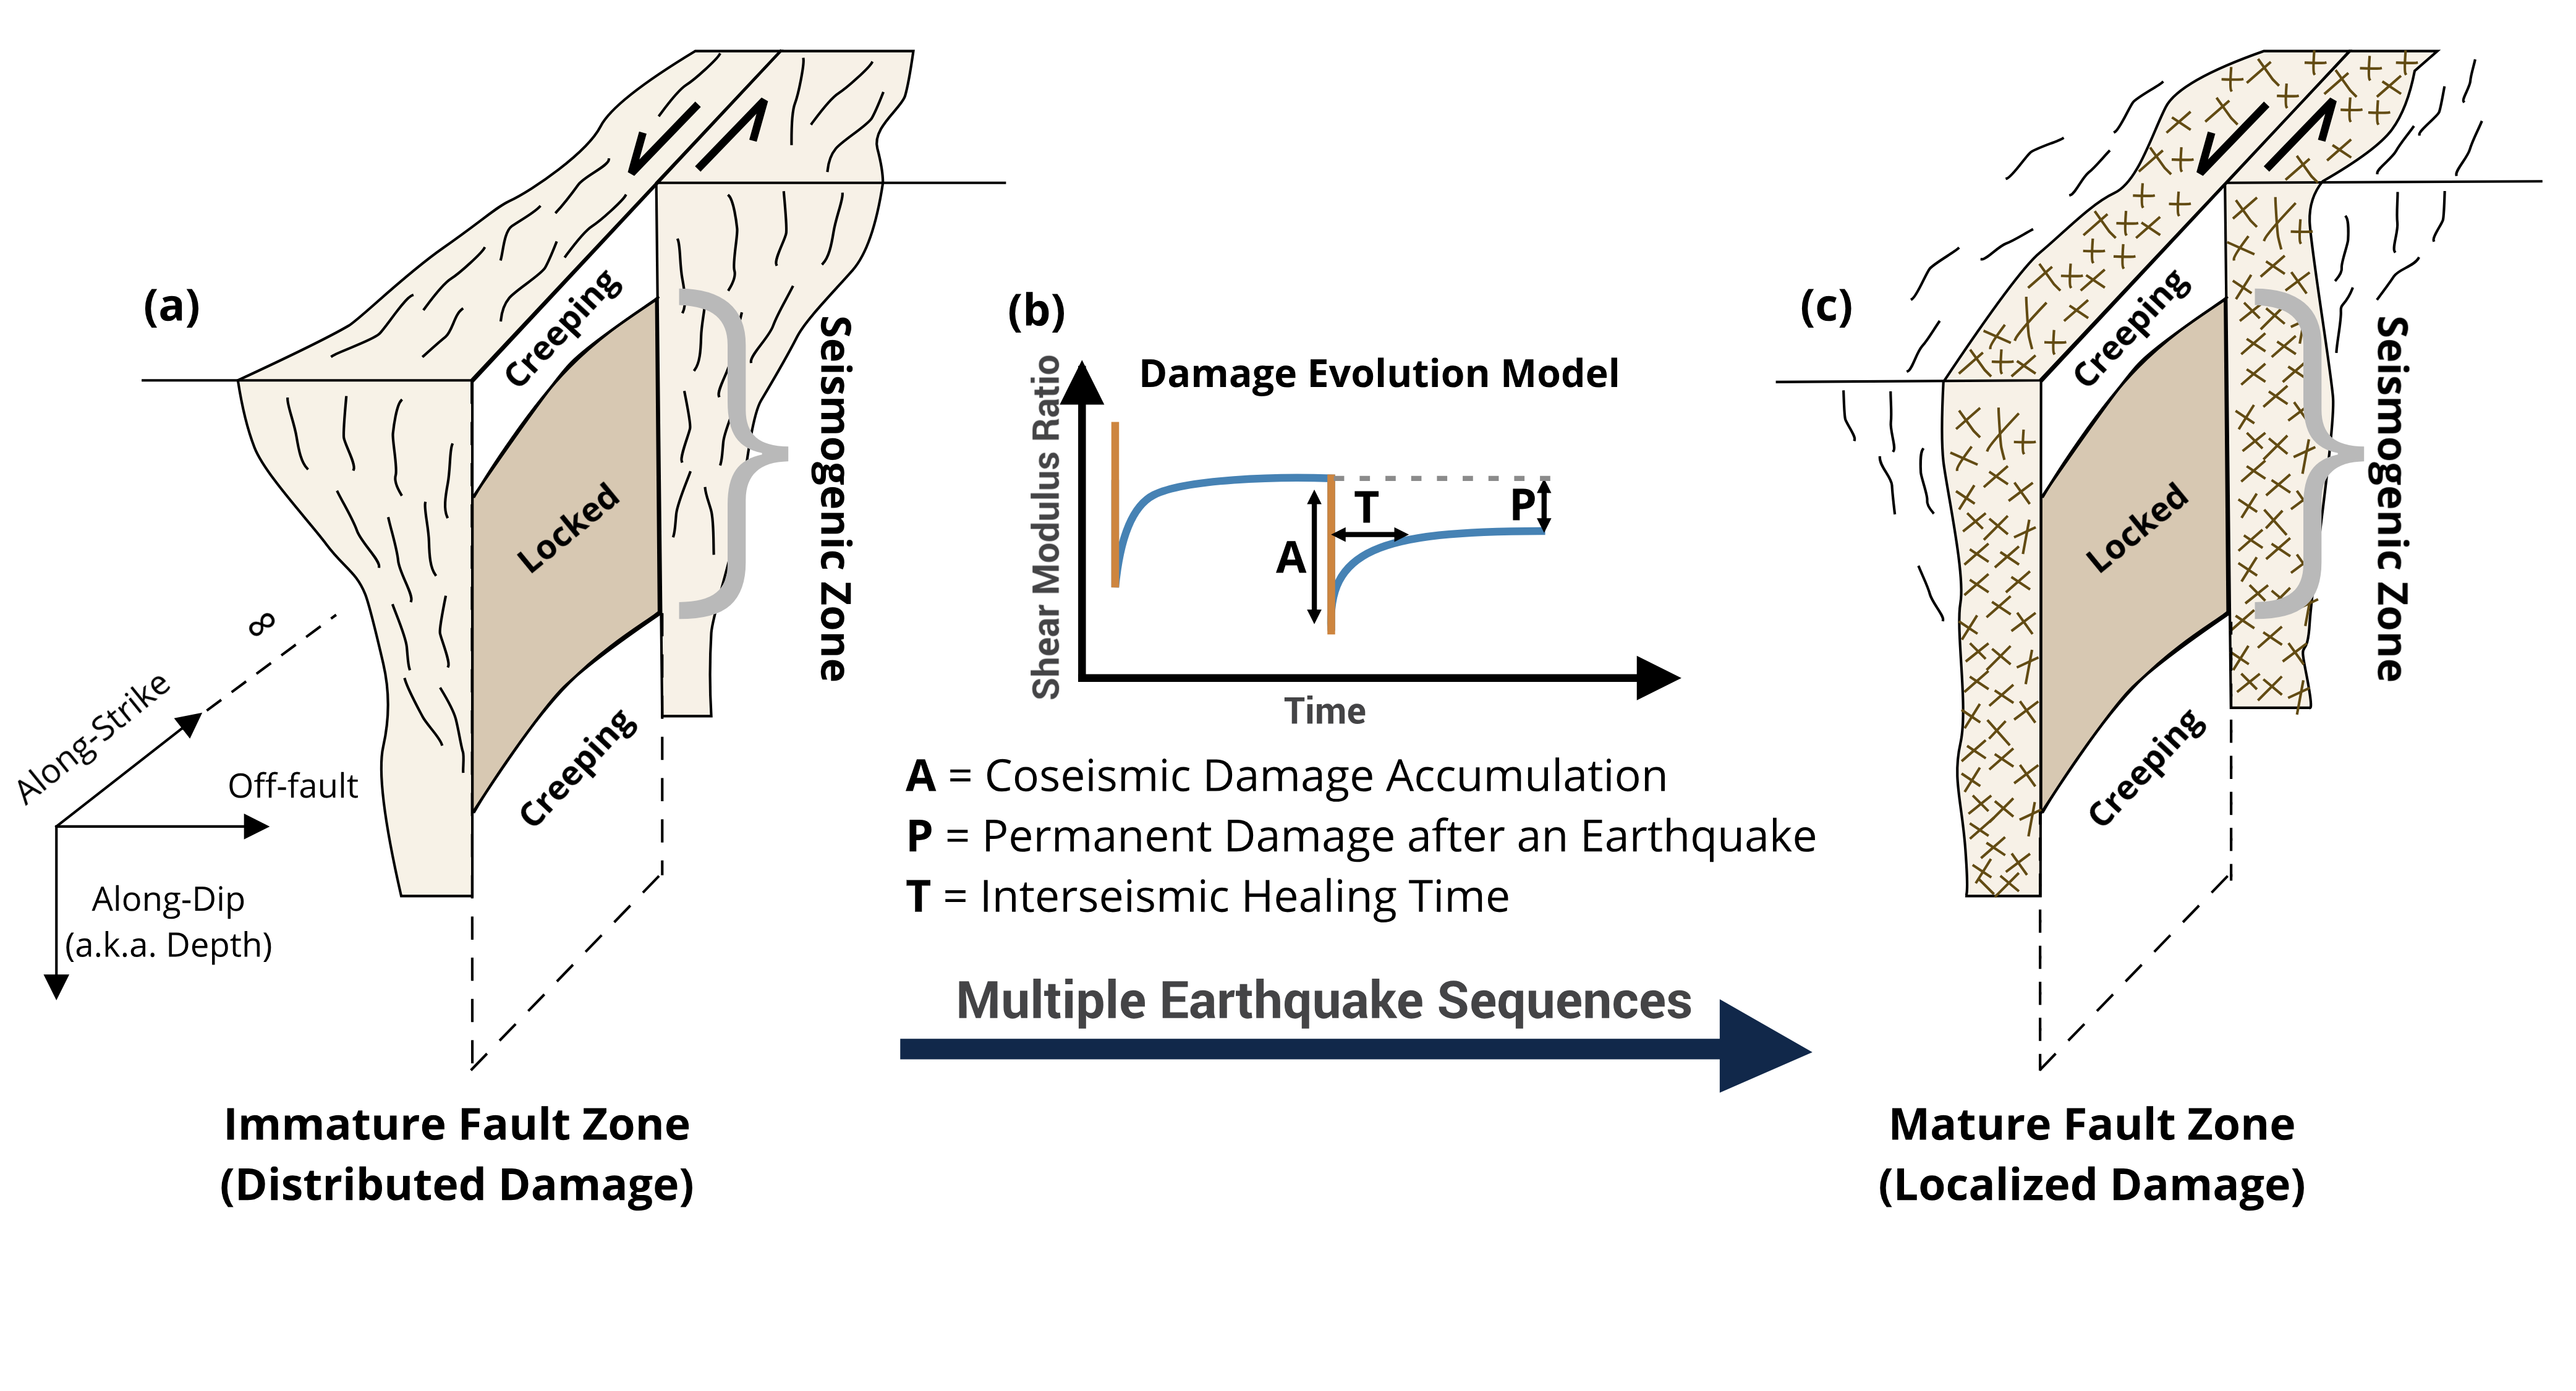 (a)
Creeping
Locked
Creeping
Seismogenic Zone
∞
Along-Strike
Off-fault
Along-Dip
(a.k.a. Depth)
Immature Fault Zone
(Distributed Damage)
(b)
Damage Evolution Model
Shear Modulus Ratio
T
P
A
Time
A = Coseismic Damage Accumulation
P = Permanent Damage after an Earthquake
T = Interseismic Healing Time
Multiple Earthquake Sequences
(c)
Creeping
Locked
Creeping
Seismogenic Zone
Mature Fault Zone
(Localized Damage)